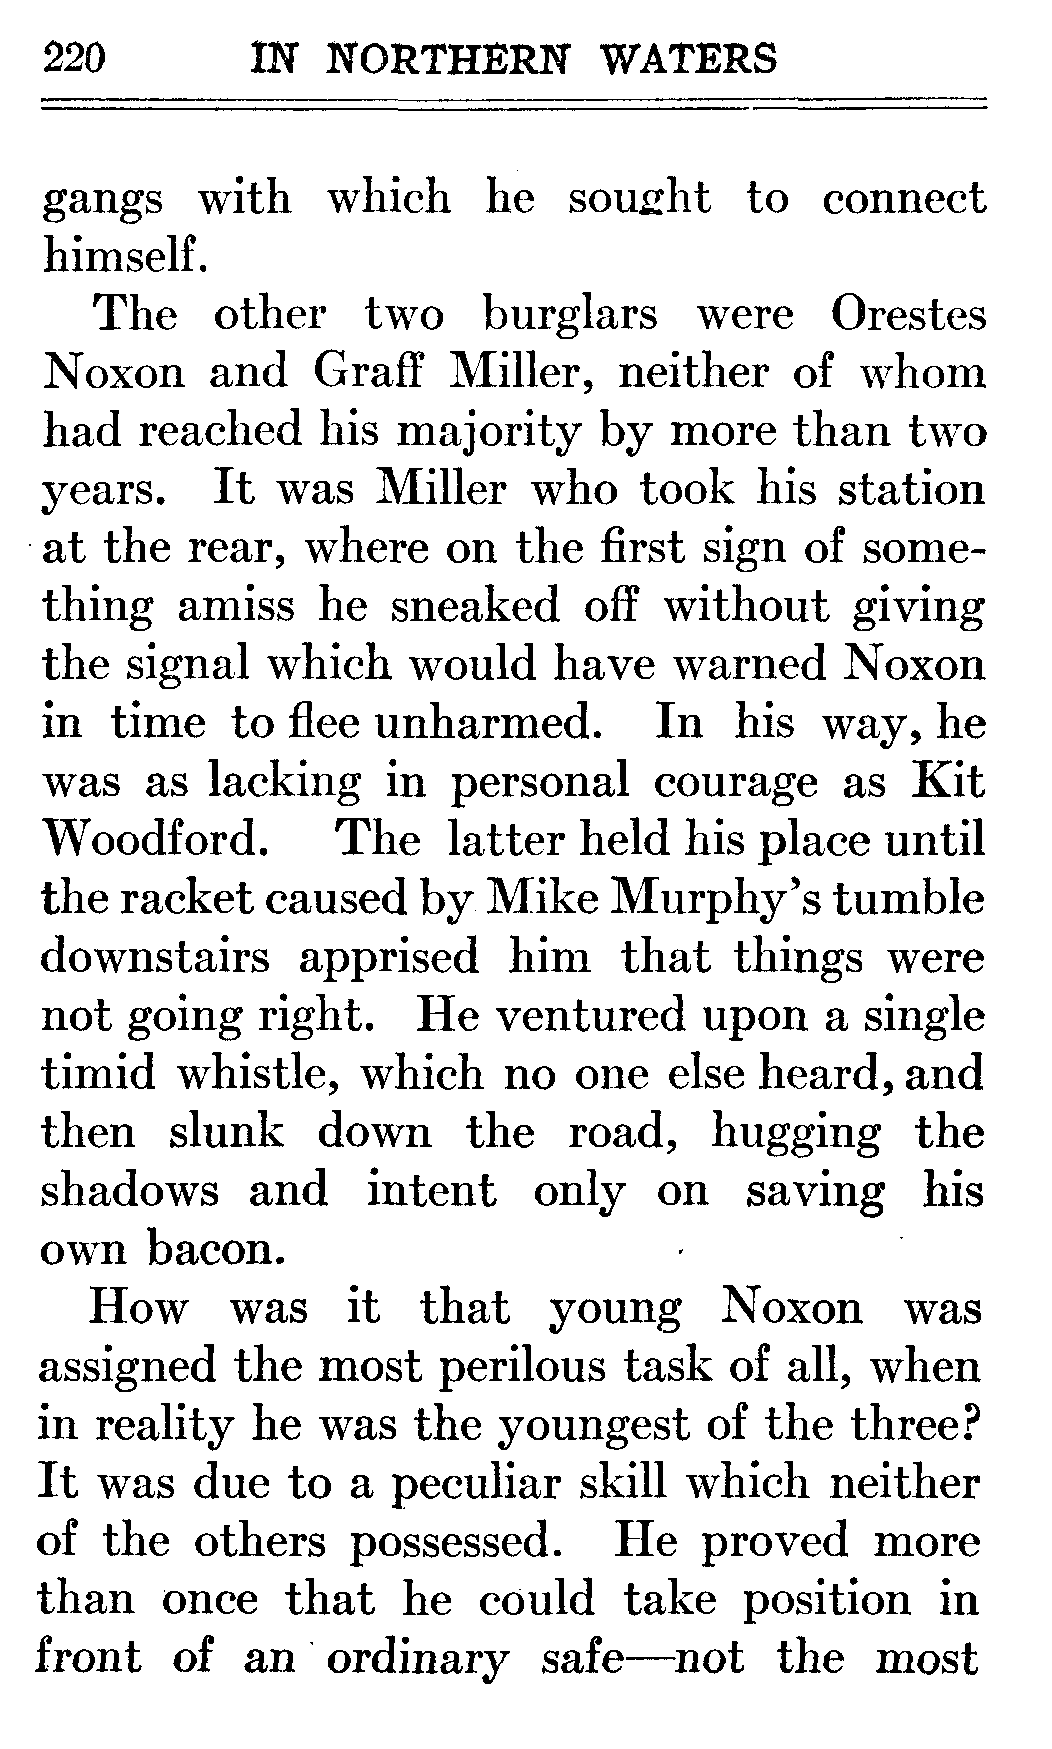 220 IN NORTHERN WATERS
gangs with which he sought to connect
himself.
The other two burglars were Orestes
Noxon and Graff Miller, neither of whom
had reached his majority by more than two
years. It was Miller who took his station
at the rear, where on the first sign of some-
thing amiss he sneaked off without giving
the signal which would have warned Noxon
in time to flee unharmed. In his way, he
was as lacking in personal courage as Kit
Woodford. The latter held his place until
the racket caused by Mike Murphy's tumble
downstairs apprised him that things were
not going right. He ventured upon a single
timid whistle, which no one else heard, and
then slunk down the road, hugging the
shadows and intent only on saving his
own bacon.
How was it that young Noxon was
assigned the most perilous task of all, when
in reality he was the youngest of the three?
It was due to a peculiar skill which neither
of the others possessed. He proved more
than once that he could take position in
front of an ordinary safe—not the most